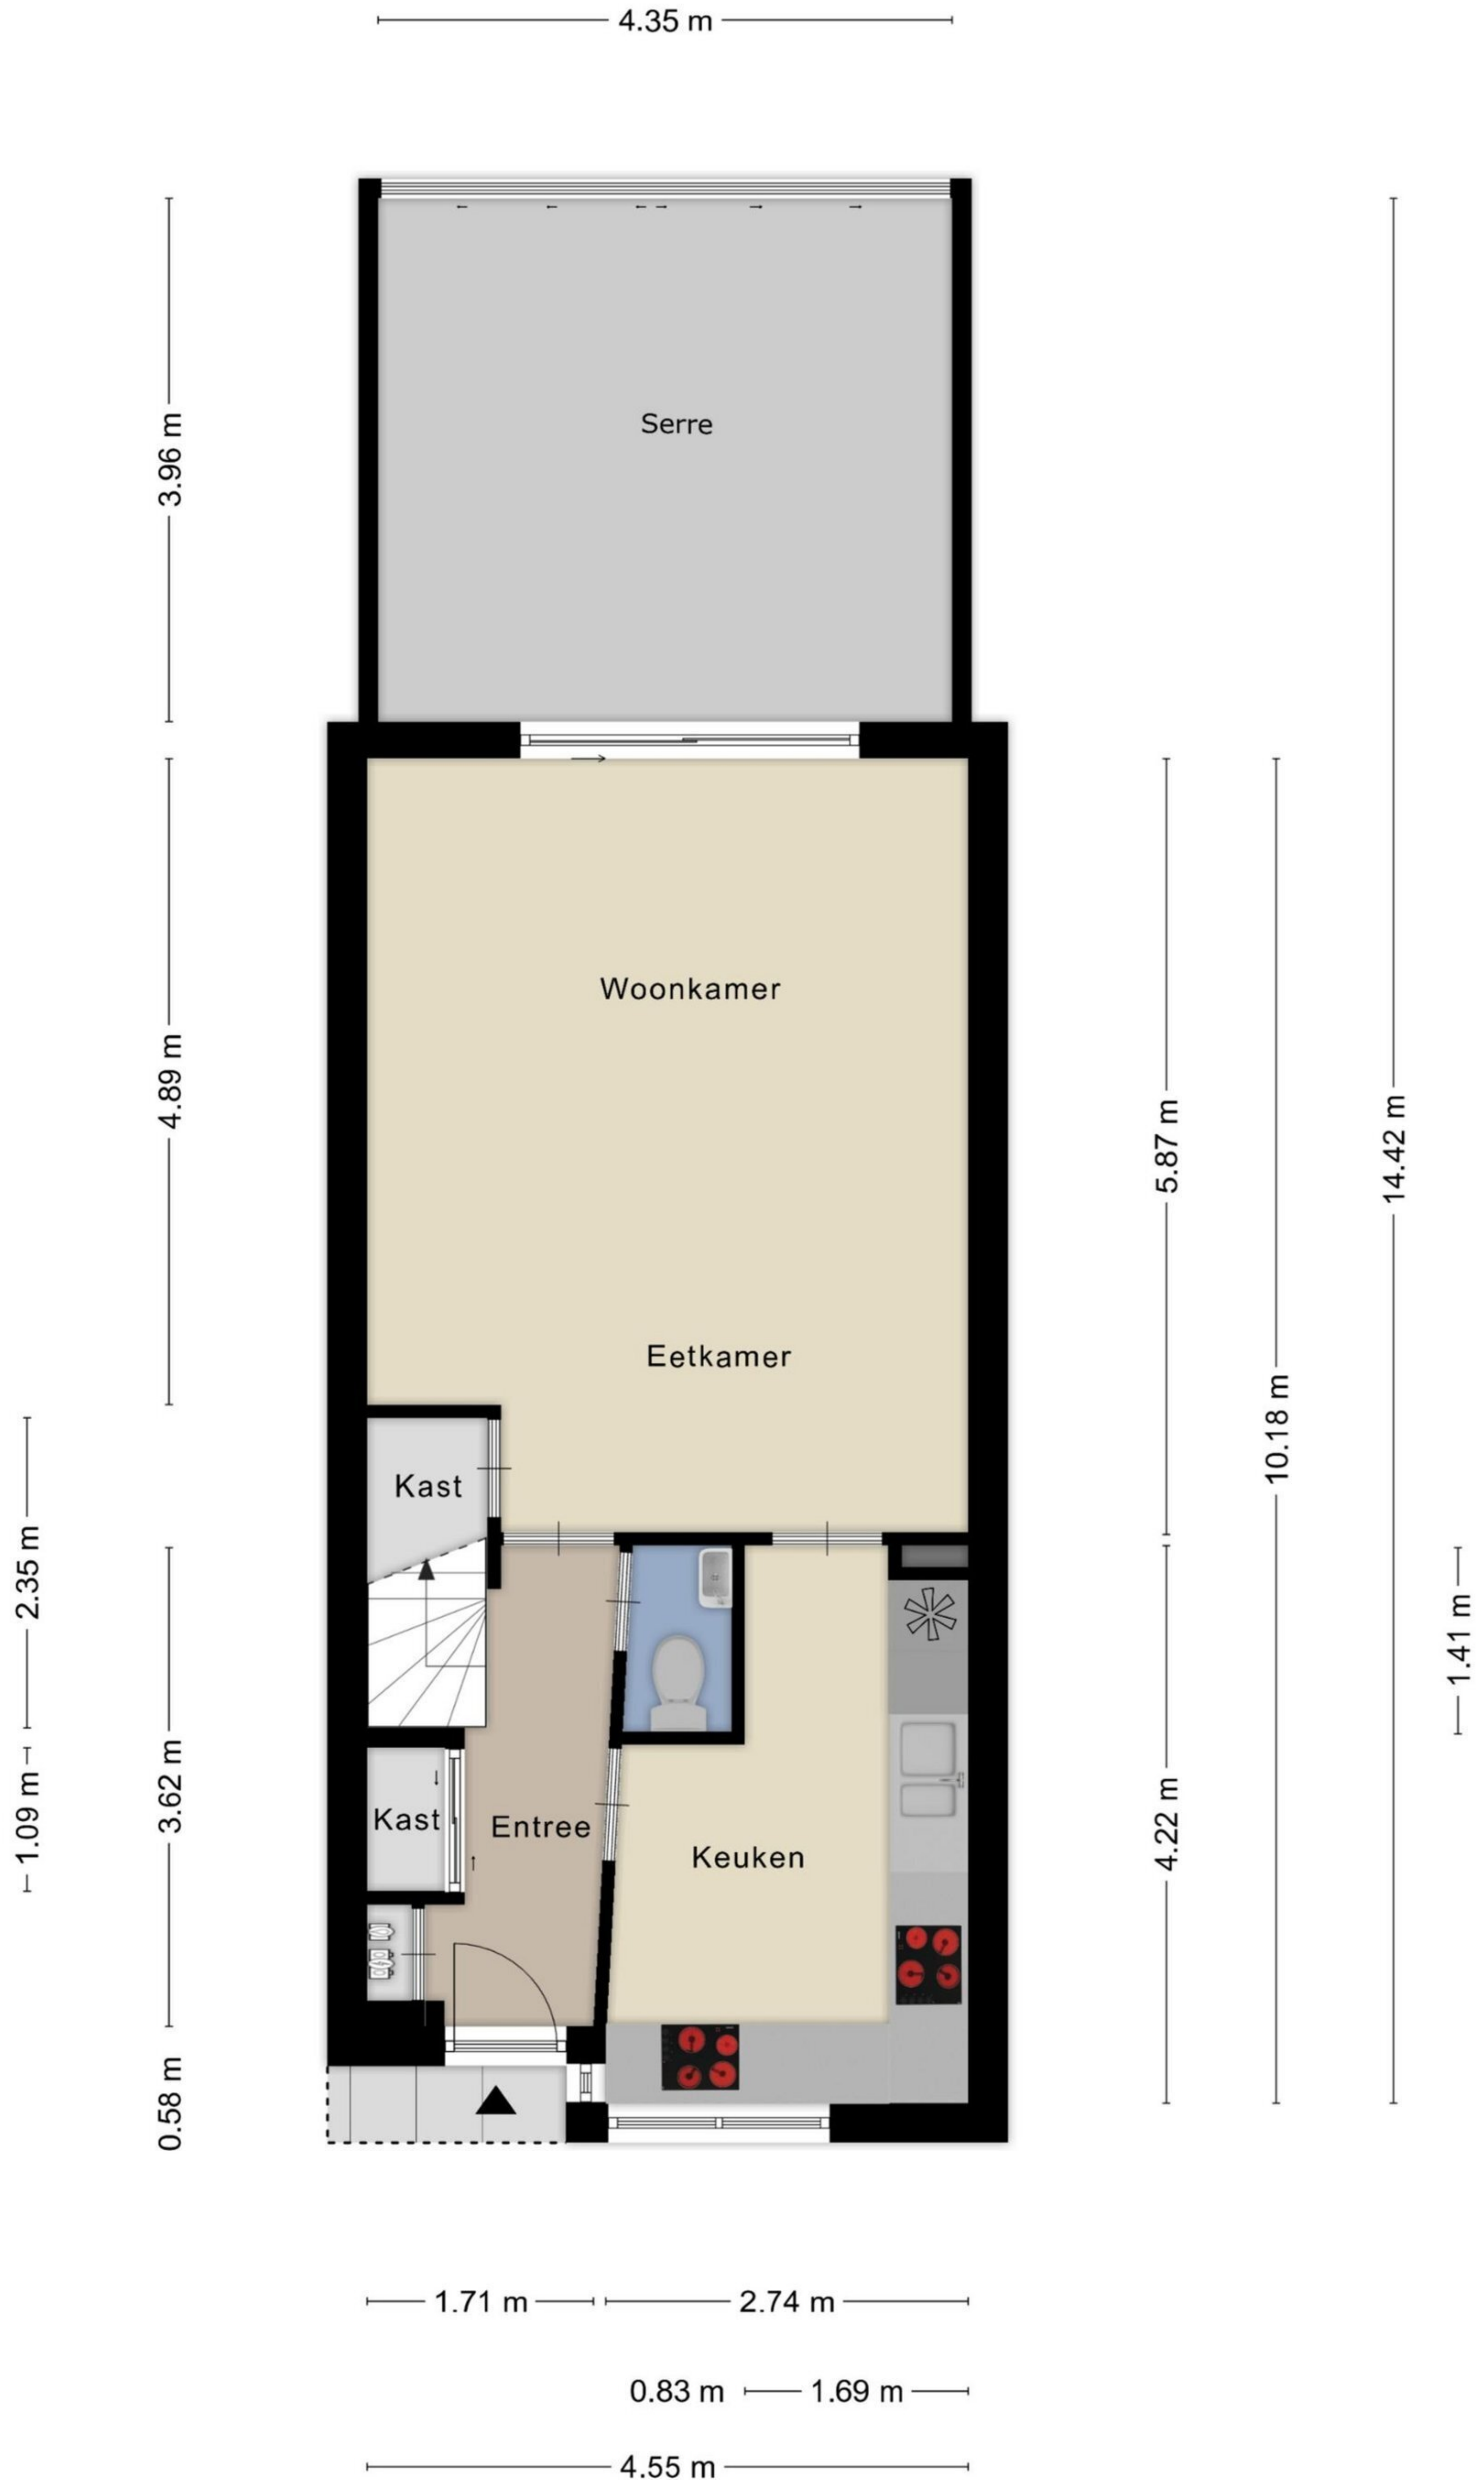 4.35 m
Serre
3.96 m
Woonkamer
4.89 m
5.87 m
14.42 m
Eetkamer
10.18 m
Kast
2.35 m
1.41 m
3.62 m
1.09 m
Kast
Entree
Keuken
4.22 m
0.58 m
1.71 m
2.74 m
0.83 m
1.69 m
4.55 m